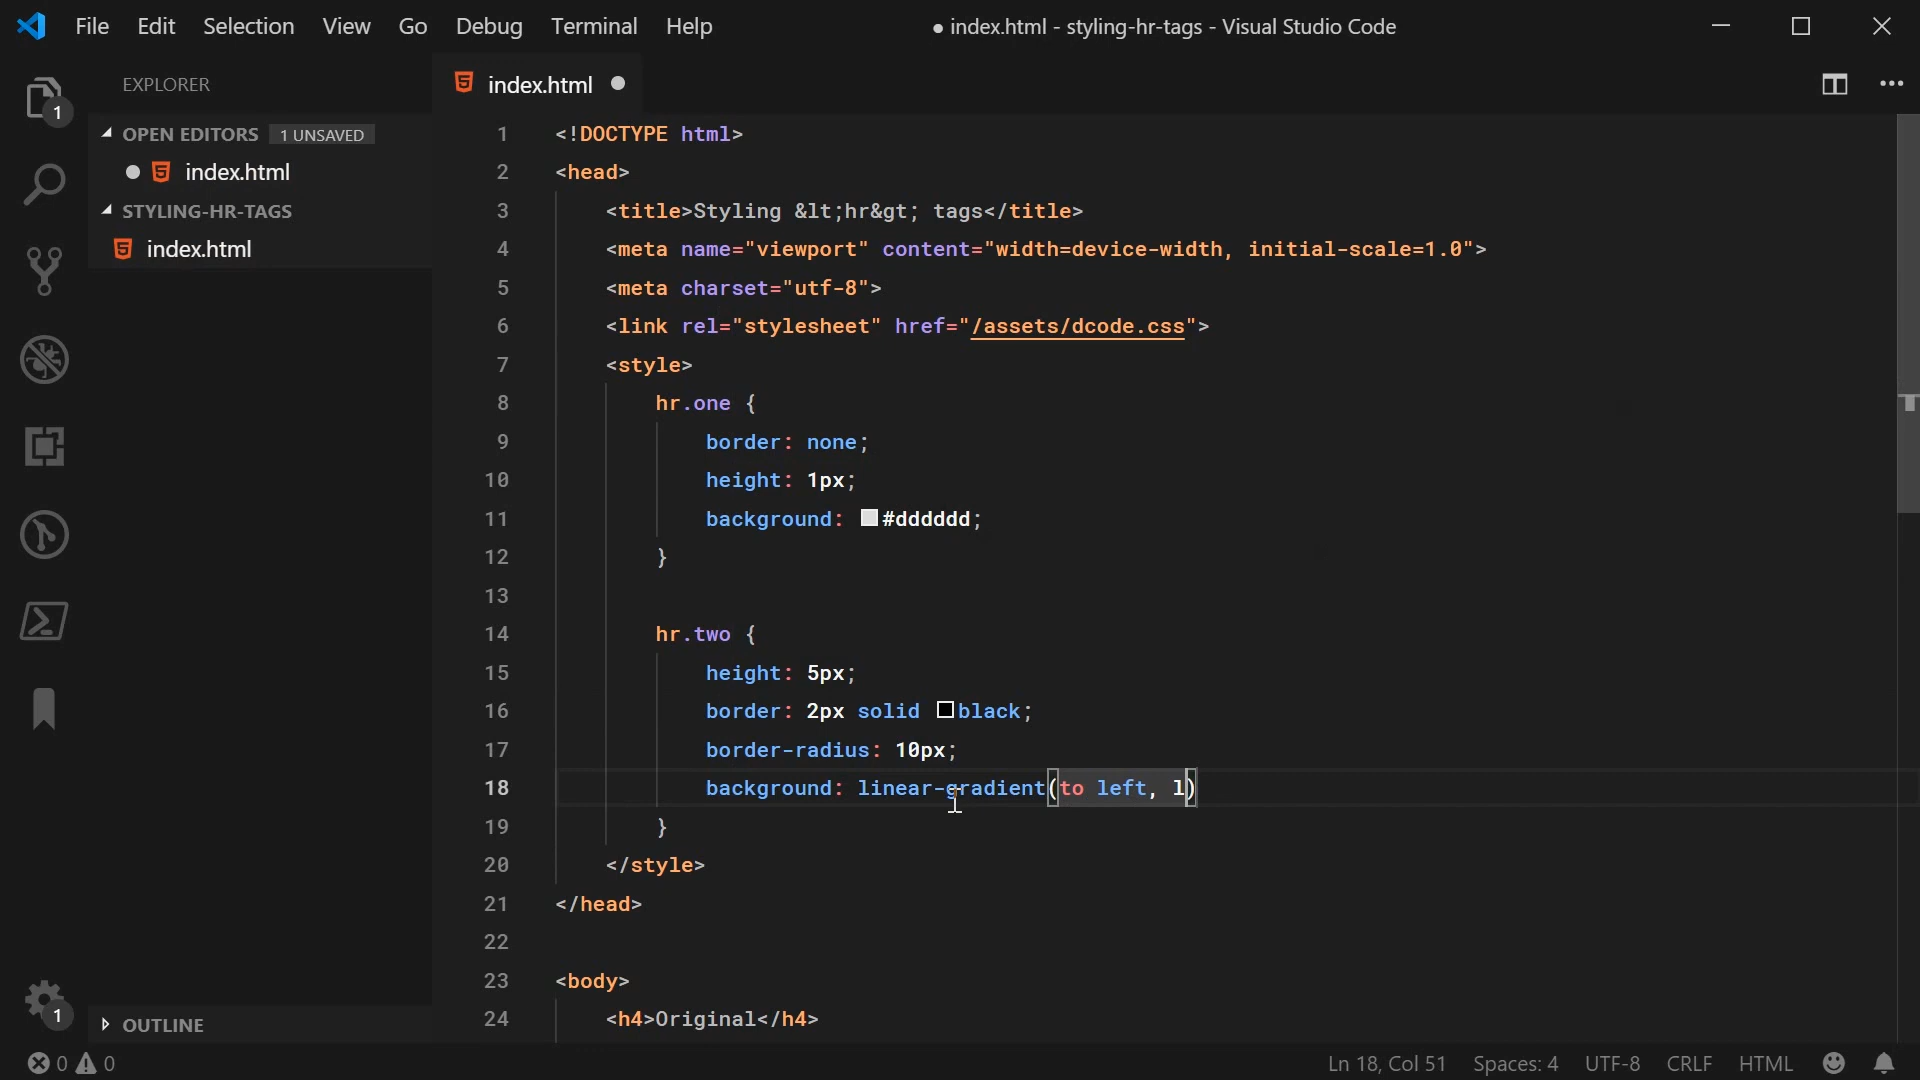 File Edit Selection View Go Debug Terminal Help
● index.html - styling-hr-tags - Visual Studio Code
EXPLORER
index.html
1
OPEN EDITORS 1 UNSAVED
index.html
STYLING-HR-TAGS
index.html
1 <!DOCTYPE html>
2 <head>
3 <title>Styling &lt;hr&gt; tags</title>
4 <meta name="viewport" content="width=device-width, initial-scale=1.0">
5 <meta charset="utf-8">
6 <link rel="stylesheet" href="/assets/dcode.css">
7 <style>
8 hr.one {
9 border: none;
10 height: 1px;
11 background: #dddddd;
12 }
13
14 hr.two {
15 height: 5px;
16 border: 2px solid black;
17 border-radius: 10px;
18 background: linear-gradient(to left, l)
19 }
20 </style>
21 </head>
22
23 <body>
24 <h4>Original</h4>
1
OUTLINE
0 0
Ln 18, Col 51 Spaces: 4 UTF-8 CRLF HTML